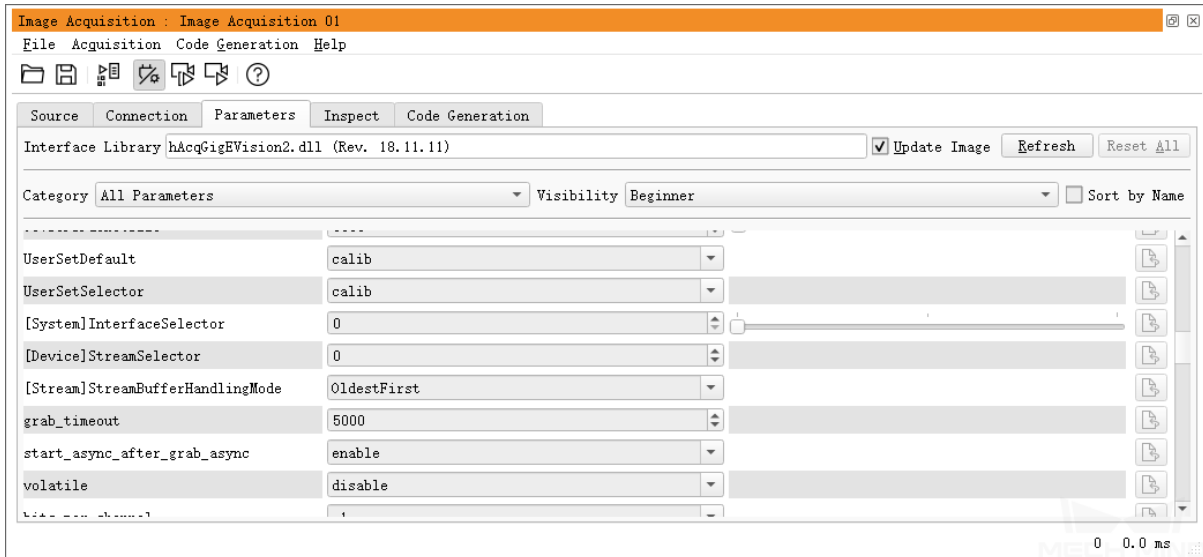 Image Acquisition : Image Acquisition 01
File Acquisition Code Generation Help
Source Connection Parameters Inspect Code Generation
Interface Library hAcqGigEVision2.dll (Rev. 18.11.11) Update Image Refresh Reset All
Category All Parameters Visibility Beginner Sort by Name
UserSetDefault calib
UserSetSelector calib
[System]InterfaceSelector 0
[Device]StreamSelector 0
[Stream]StreamBufferHandlingMode OldestFirst
grab_timeout 5000
start_async_after_grab_async enable
volatile disable
0 0.0 ms